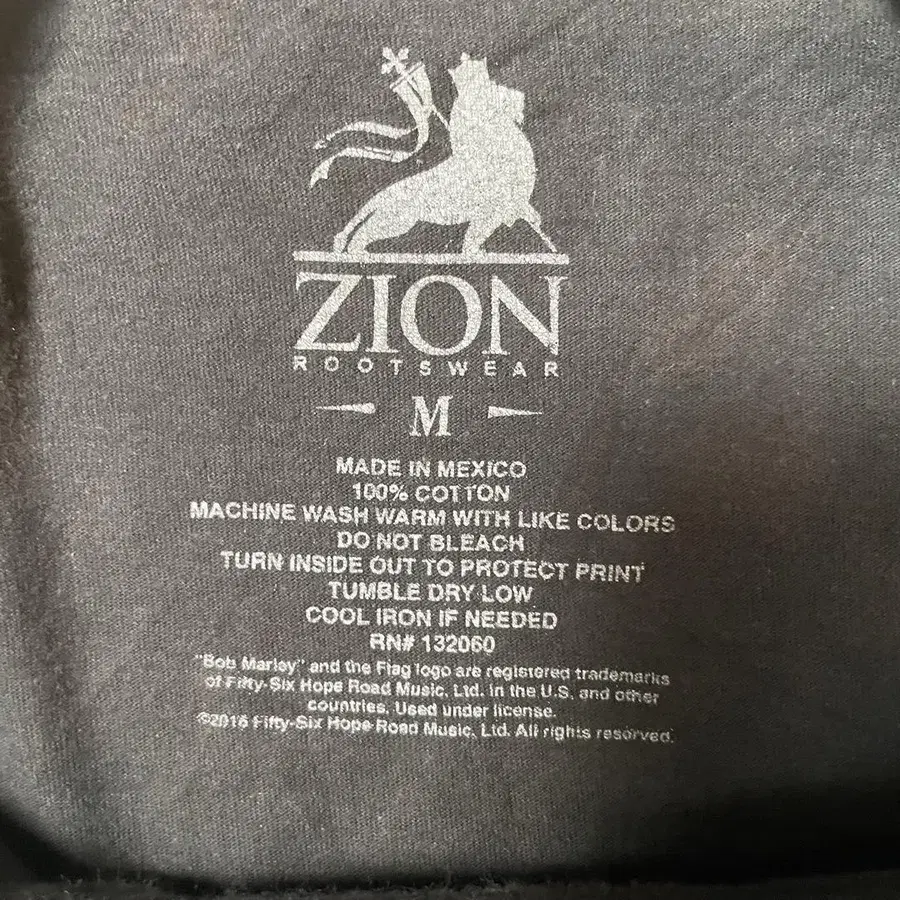 ZION
ROOTSWEAR
M
MADE IN MEXICO
100% COTTON
MACHINE WASH WARM WITH LIKE COLORS
DO NOT BLEACH
TURN INSIDE OUT TO PROTECT PRINT
TUMBLE DRY LOW
COOL IRON IF NEEDED
RN# 132060
"Bob Marley" and the Flag logo are registered trademarks
of Fifty-Six Hope Road Music, Ltd. in the U.S. and other
countries. Used under license.
©2016 Fifty-Six Hope Road Music, Ltd. All rights reserved.